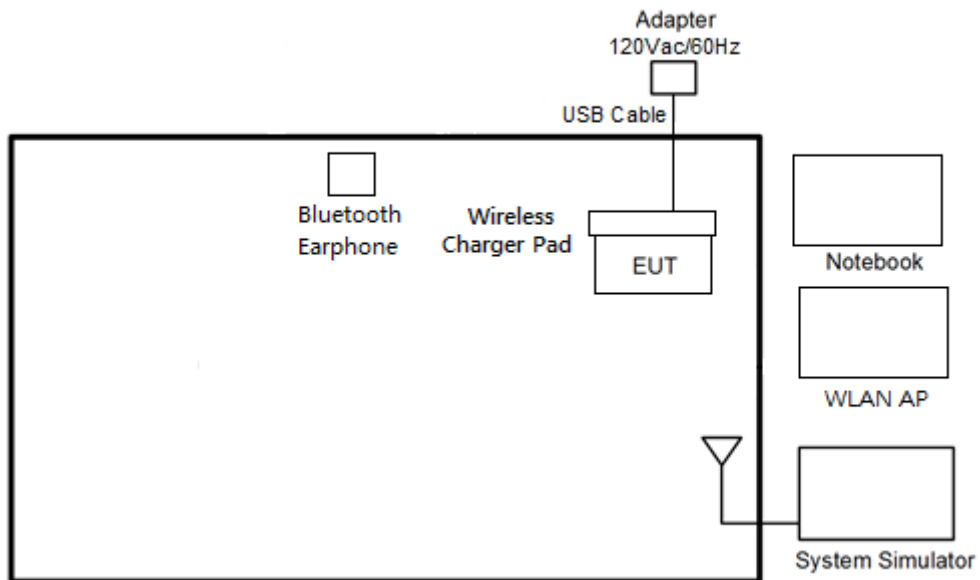 Adapter
120Vac/60Hz
USB Cable
Bluetooth
Earphone
Wireless
Charger Pad
EUT
Notebook
WLAN AP
System Simulator